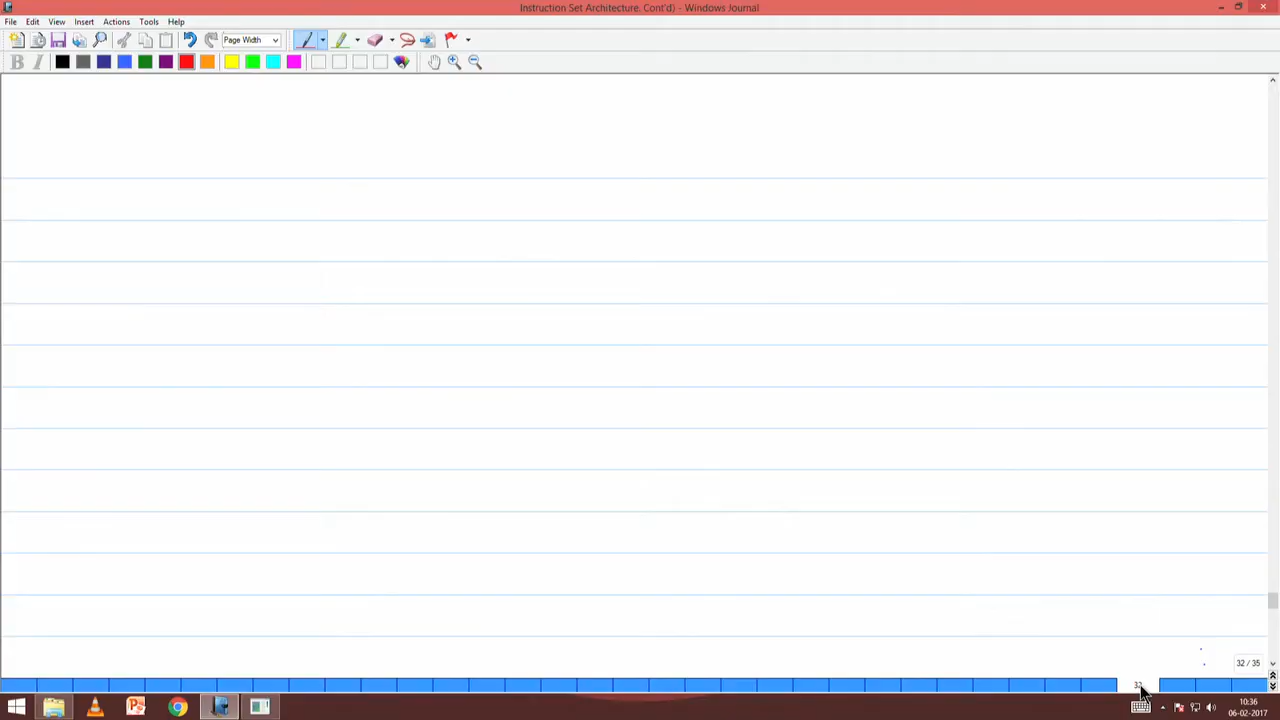 Instruction Set Architecture. Cont'd) - Windows Journal
File Edit View Insert Actions Tools Help
Page Width
B I
32 / 35
32
10:36
06-02-2017